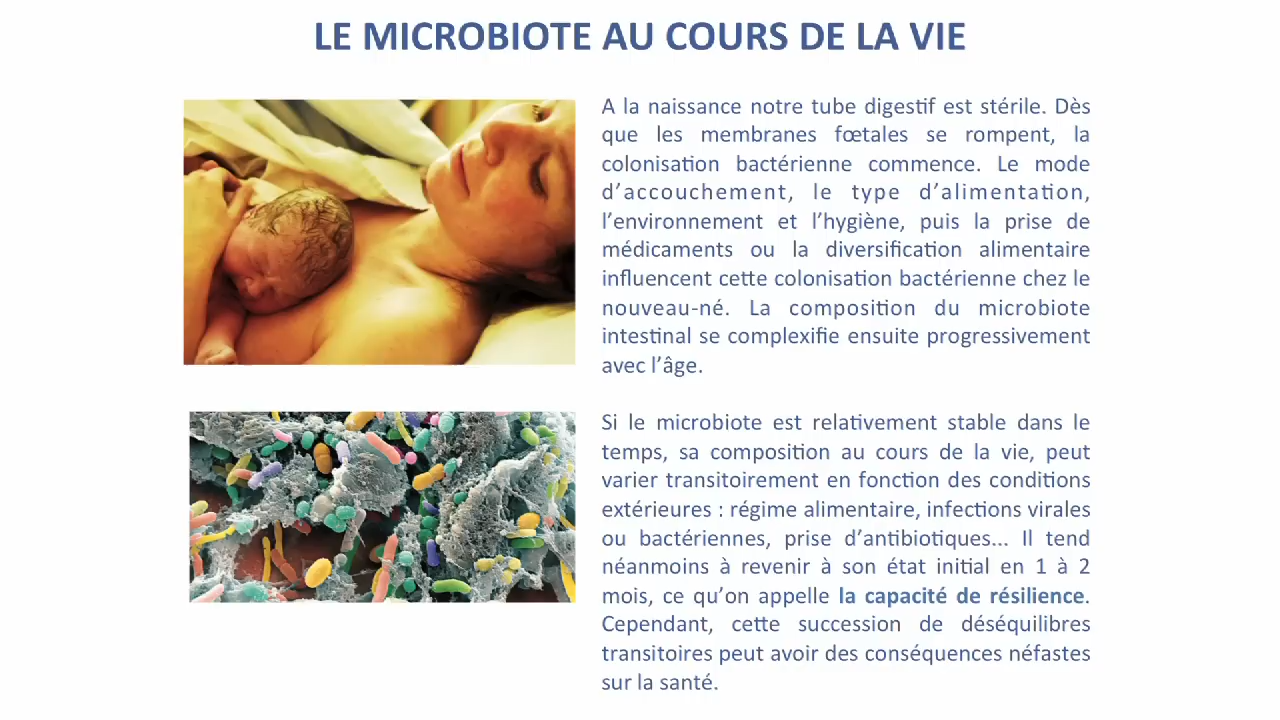 LE MICROBIOTE AU COURS DE LA VIE
A la naissance notre tube digestif est stérile. Dès
que les membranes fœtales se rompent, la
colonisation bactérienne commence. Le mode
d’accouchement, le type d’alimentation,
l’environnement et l’hygiène, puis la prise de
médicaments ou la diversification alimentaire
influencent cette colonisation bactérienne chez le
nouveau-né. La composition du microbiote
intestinal se complexifie ensuite progressivement
avec l’âge.
Si le microbiote est relativement stable dans le
temps, sa composition au cours de la vie, peut
varier transitoirement en fonction des conditions
extérieures : régime alimentaire, infections virales
ou bactériennes, prise d’antibiotiques... Il tend
néanmoins à revenir à son état initial en 1 à 2
mois, ce qu’on appelle la capacité de résilience.
Cependant, cette succession de déséquilibres
transitoires peut avoir des conséquences néfastes
sur la santé.